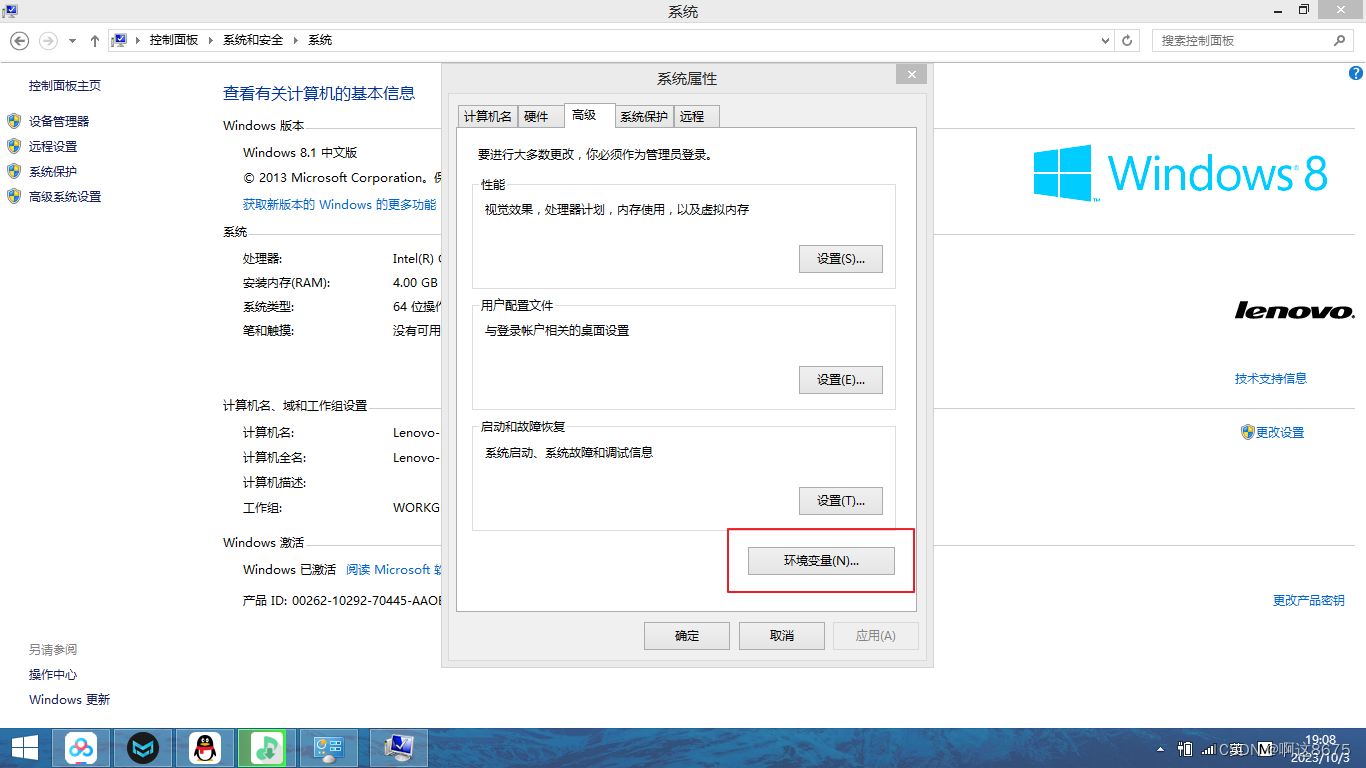 系统
控制面板
系统和安全
系统
搜索控制面板
控制面板主页
设备管理器
远程设置
系统保护
高级系统设置
查看有关计算机的基本信息
Windows 版本
Windows 8.1 中文版
© 2013 Microsoft Corporation。
获取新版本的 Windows 的更多功能
系统
处理器:
Intel(R)
安装内存(RAM):
4.00 GB
系统类型:
64 位操作
笔和触摸:
没有可用
计算机名、域和工作组设置
计算机名:
Lenovo-
计算机全名:
Lenovo-
计算机描述:
工作组:
WORKG
Windows 激活
Windows 已激活 阅读 Microsoft
产品 ID: 00262-10292-70445-AAOE
另请参阅
操作中心
Windows 更新
系统属性
计算机名
硬件
高级
系统保护
远程
要进行大多数更改，你必须作为管理员登录。
性能
视觉效果，处理器计划，内存使用，以及虚拟内存
设置(S)...
用户配置文件
与登录帐户相关的桌面设置
设置(E)...
启动和故障恢复
系统启动、系统故障和调试信息
设置(T)...
环境变量(N)...
确定
取消
应用(A)
Windows 8
lenovo
技术支持信息
更改设置
更改产品密钥
英
M
19:08
2023/10/3
CSDN @啊这8675